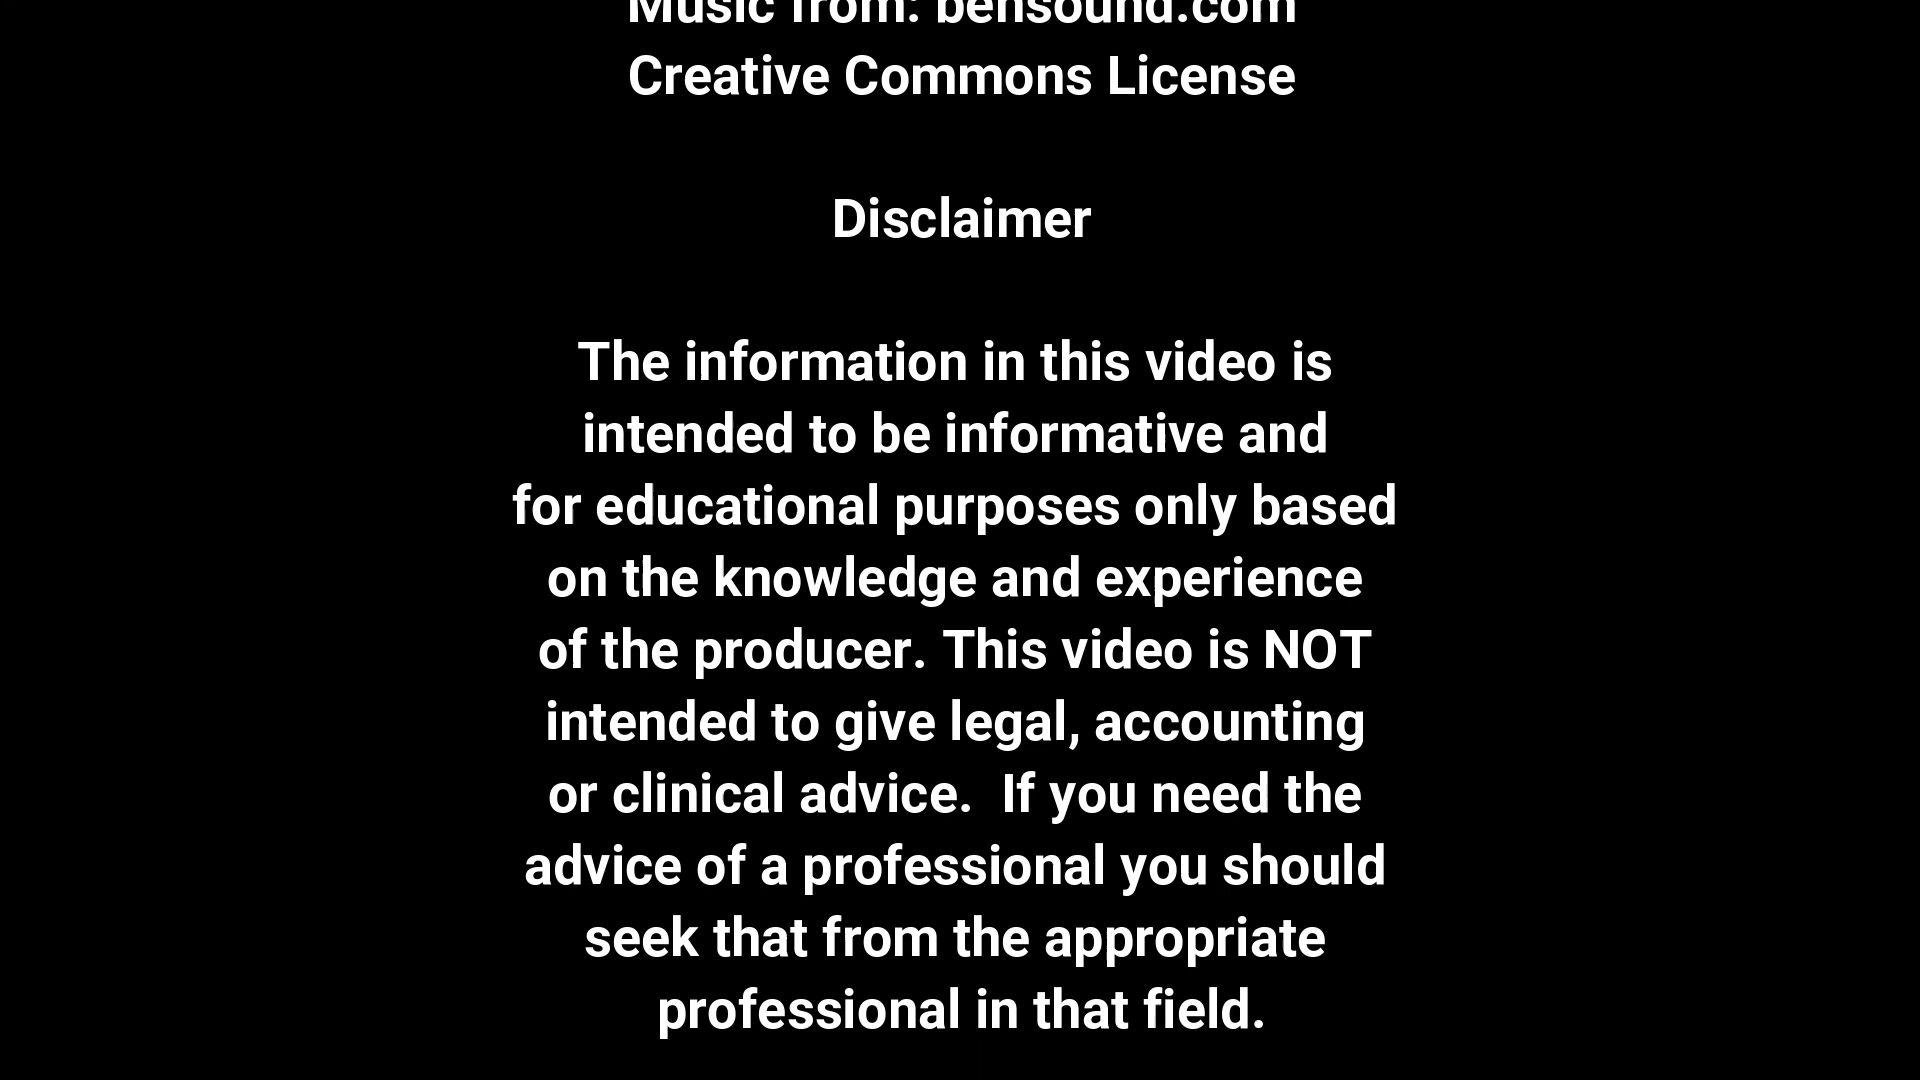 Music from: bensound.com
Creative Commons License
Disclaimer
The information in this video is
intended to be informative and
for educational purposes only based
on the knowledge and experience
of the producer. This video is NOT
intended to give legal, accounting
or clinical advice.  If you need the
advice of a professional you should
seek that from the appropriate
professional in that field.